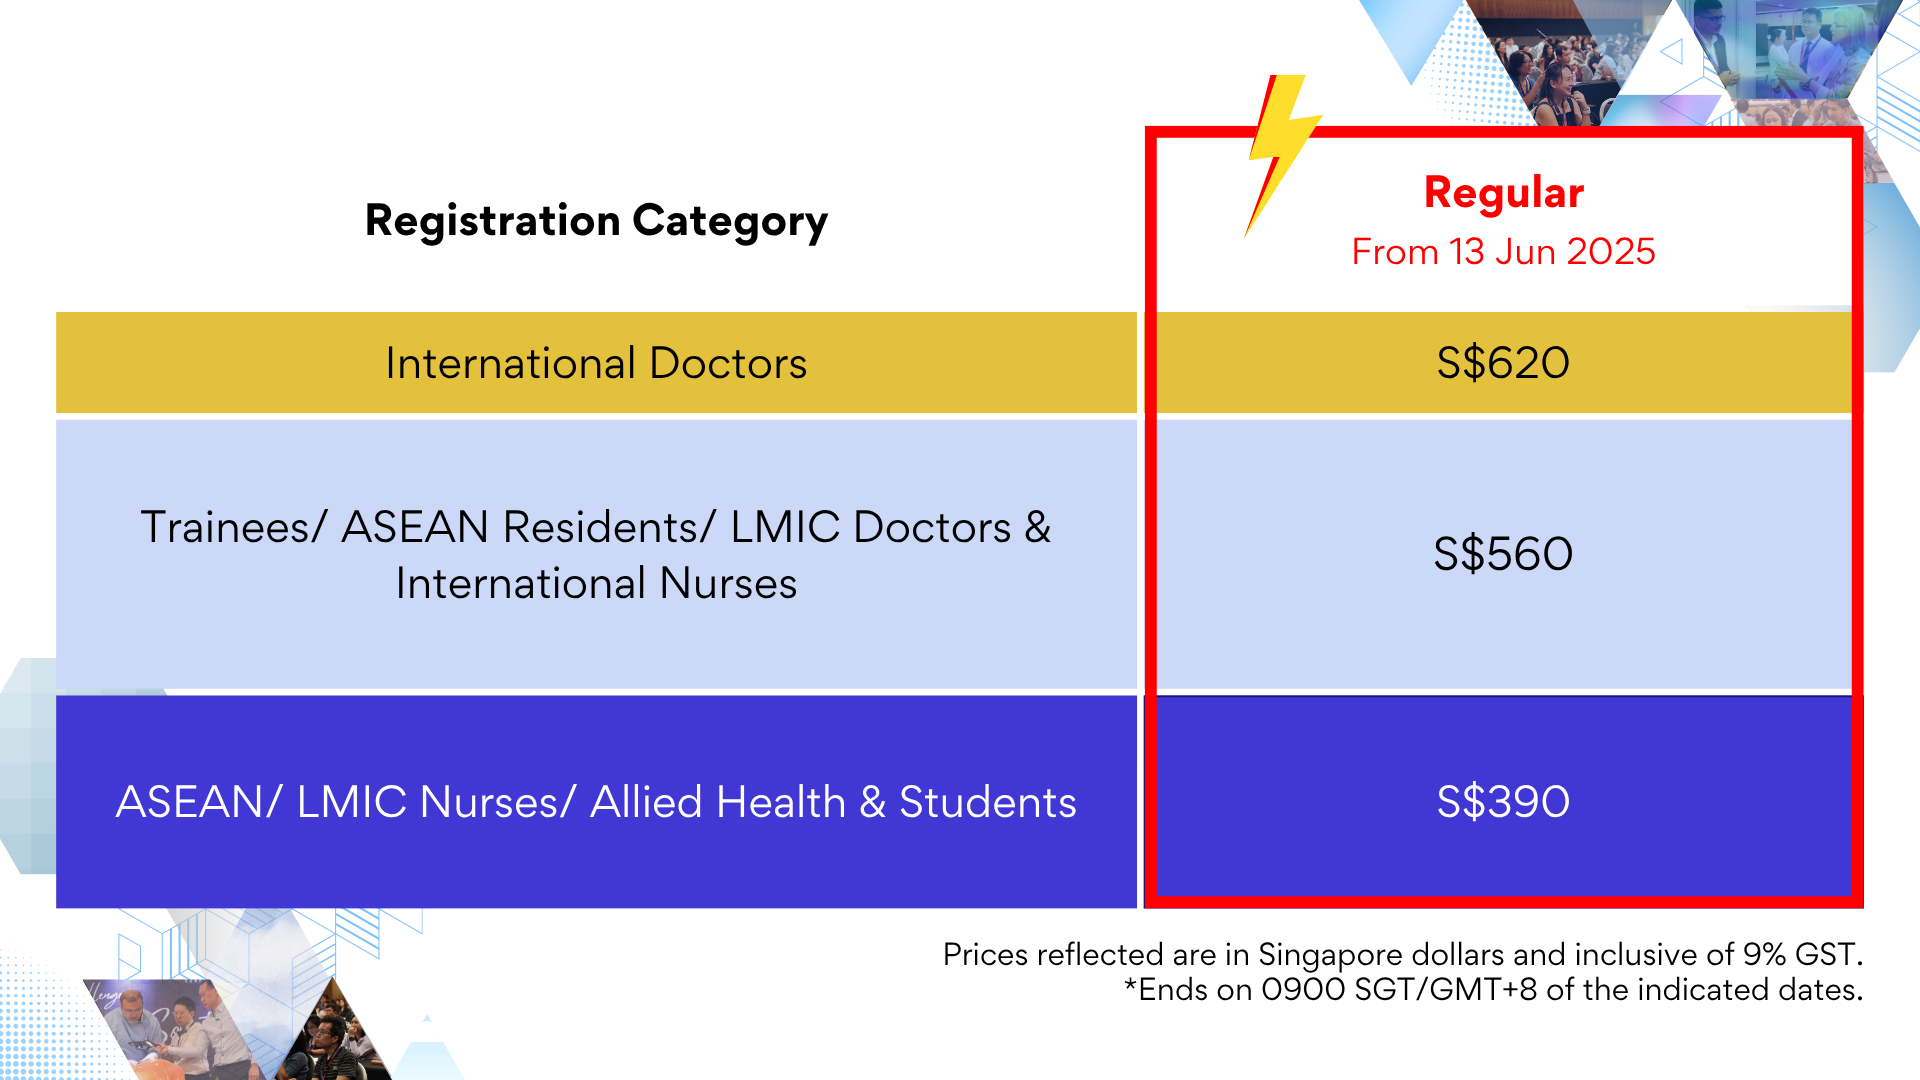 Registration Category
Regular
From 13 Jun 2025
International Doctors
S$620
Trainees/ ASEAN Residents/ LMIC Doctors &
International Nurses
S$560
ASEAN/ LMIC Nurses/ Allied Health & Students
S$390
Prices reflected are in Singapore dollars and inclusive of 9% GST.
*Ends on 0900 SGT/GMT+8 of the indicated dates.